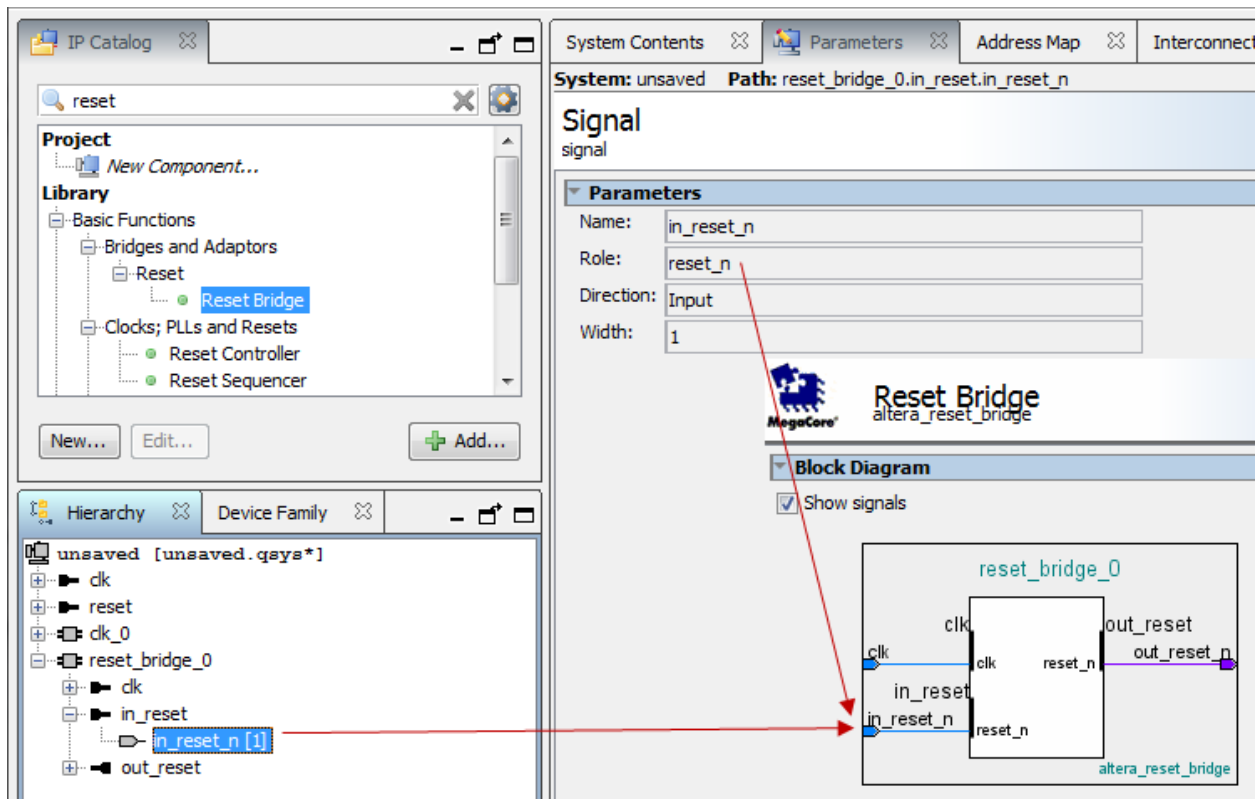 IP Catalog
reset
Project
New Component...
Library
Basic Functions
Bridges and Adaptors
Reset
Reset Bridge
Clocks; PLLs and Resets
Reset Controller
Reset Sequencer
New... Edit... Add...
Hierarchy Device Family
unsaved [unsaved.qsys*]
clk
reset
clk_0
reset_bridge_0
clk
in_reset
in_reset_n [1]
out_reset
System Contents Parameters Address Map Interconnect
System: unsaved Path: reset_bridge_0.in_reset.in_reset_n
Signal
signal
Parameters
Name: in_reset_n
Role: reset_n
Direction: Input
Width: 1
MegaCore®
Reset Bridge
altera_reset_bridge
Block Diagram
Show signals
reset_bridge_0
clk out_reset
clk out_reset_n
clk reset_n
in_reset
in_reset_n
reset_n
altera_reset_bridge